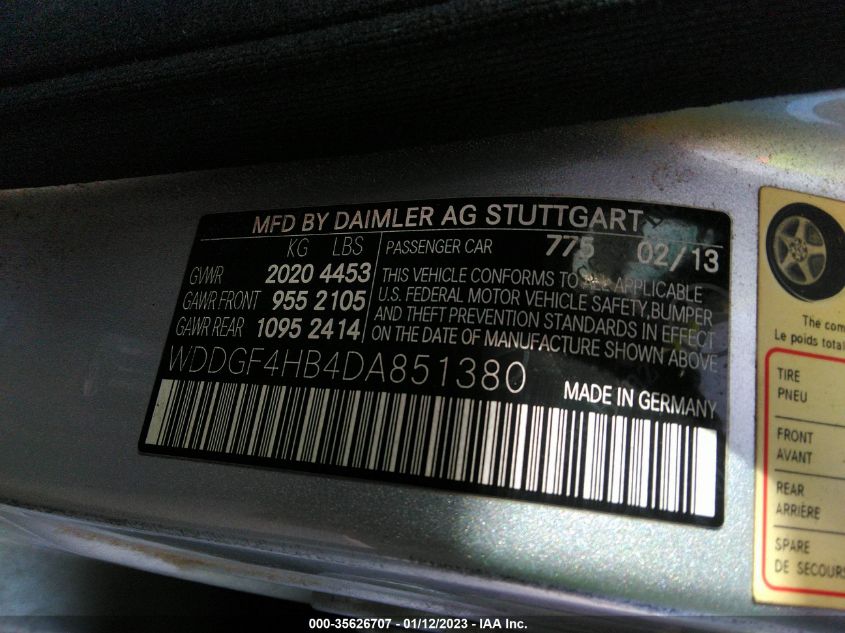 MFD BY DAIMLER AG STUTTGART
KG LBS
GVWR 2020 4453
GAWR FRONT 955 2105
GAWR REAR 1095 2414
PASSENGER CAR 775 02/13
THIS VEHICLE CONFORMS TO ALL APPLICABLE
U.S. FEDERAL MOTOR VEHICLE SAFETY, BUMPER
AND THEFT PREVENTION STANDARDS IN EFFECT
ON THE DATE OF MANUFACTURE SHOWN ABOVE
WDDGF4HB4DA851380
MADE IN GERMANY
The com
Le poids total
TIRE
PNEU
FRONT
AVANT
REAR
ARRIÈRE
SPARE
DE SECOURS
000-35626707 - 01/12/2023 - IAA Inc.